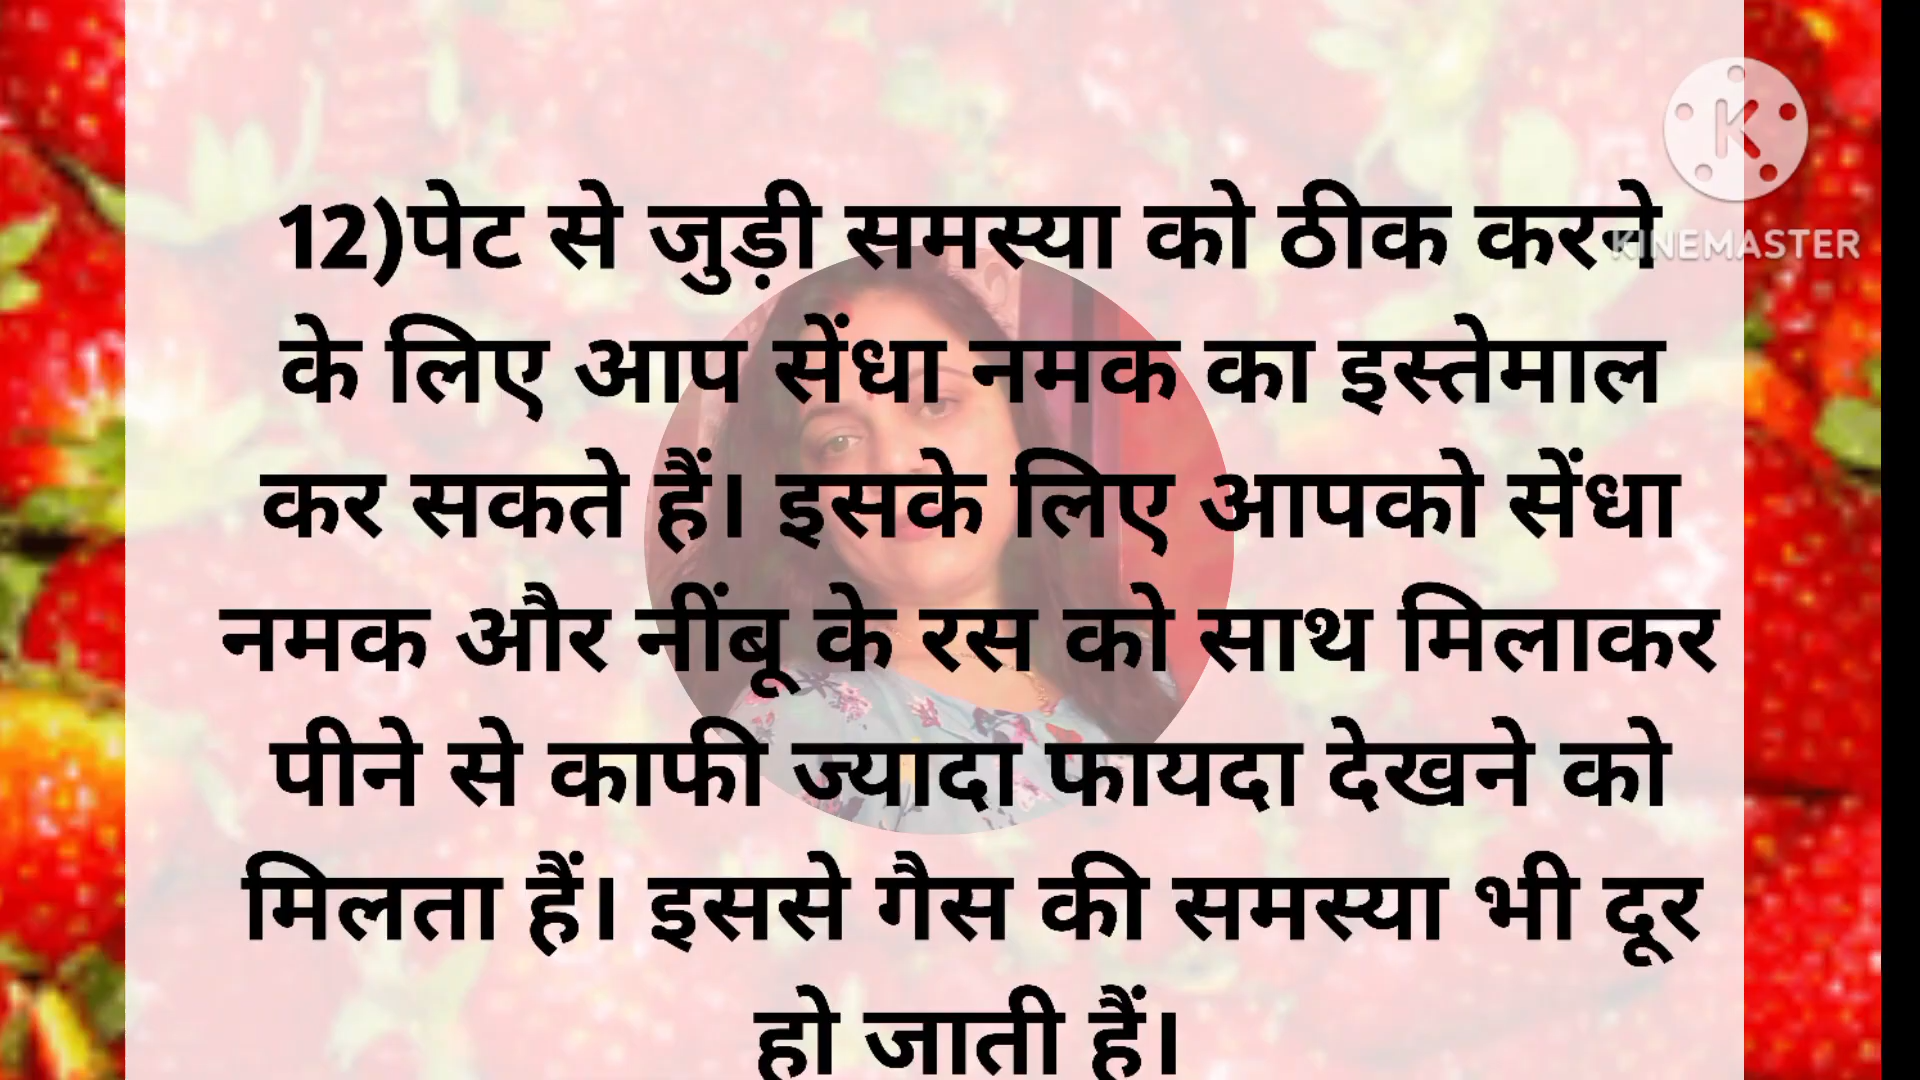 12)पेट से जुड़ी समस्या को ठीक करने
के लिए आप सेंधा नमक का इस्तेमाल
कर सकते हैं। इसके लिए आपको सेंधा
नमक और नींबू के रस को साथ मिलाकर
पीने से काफी ज्यादा फायदा देखने को
मिलता हैं। इससे गैस की समस्या भी दूर
हो जाती हैं।
K
KINEMASTER